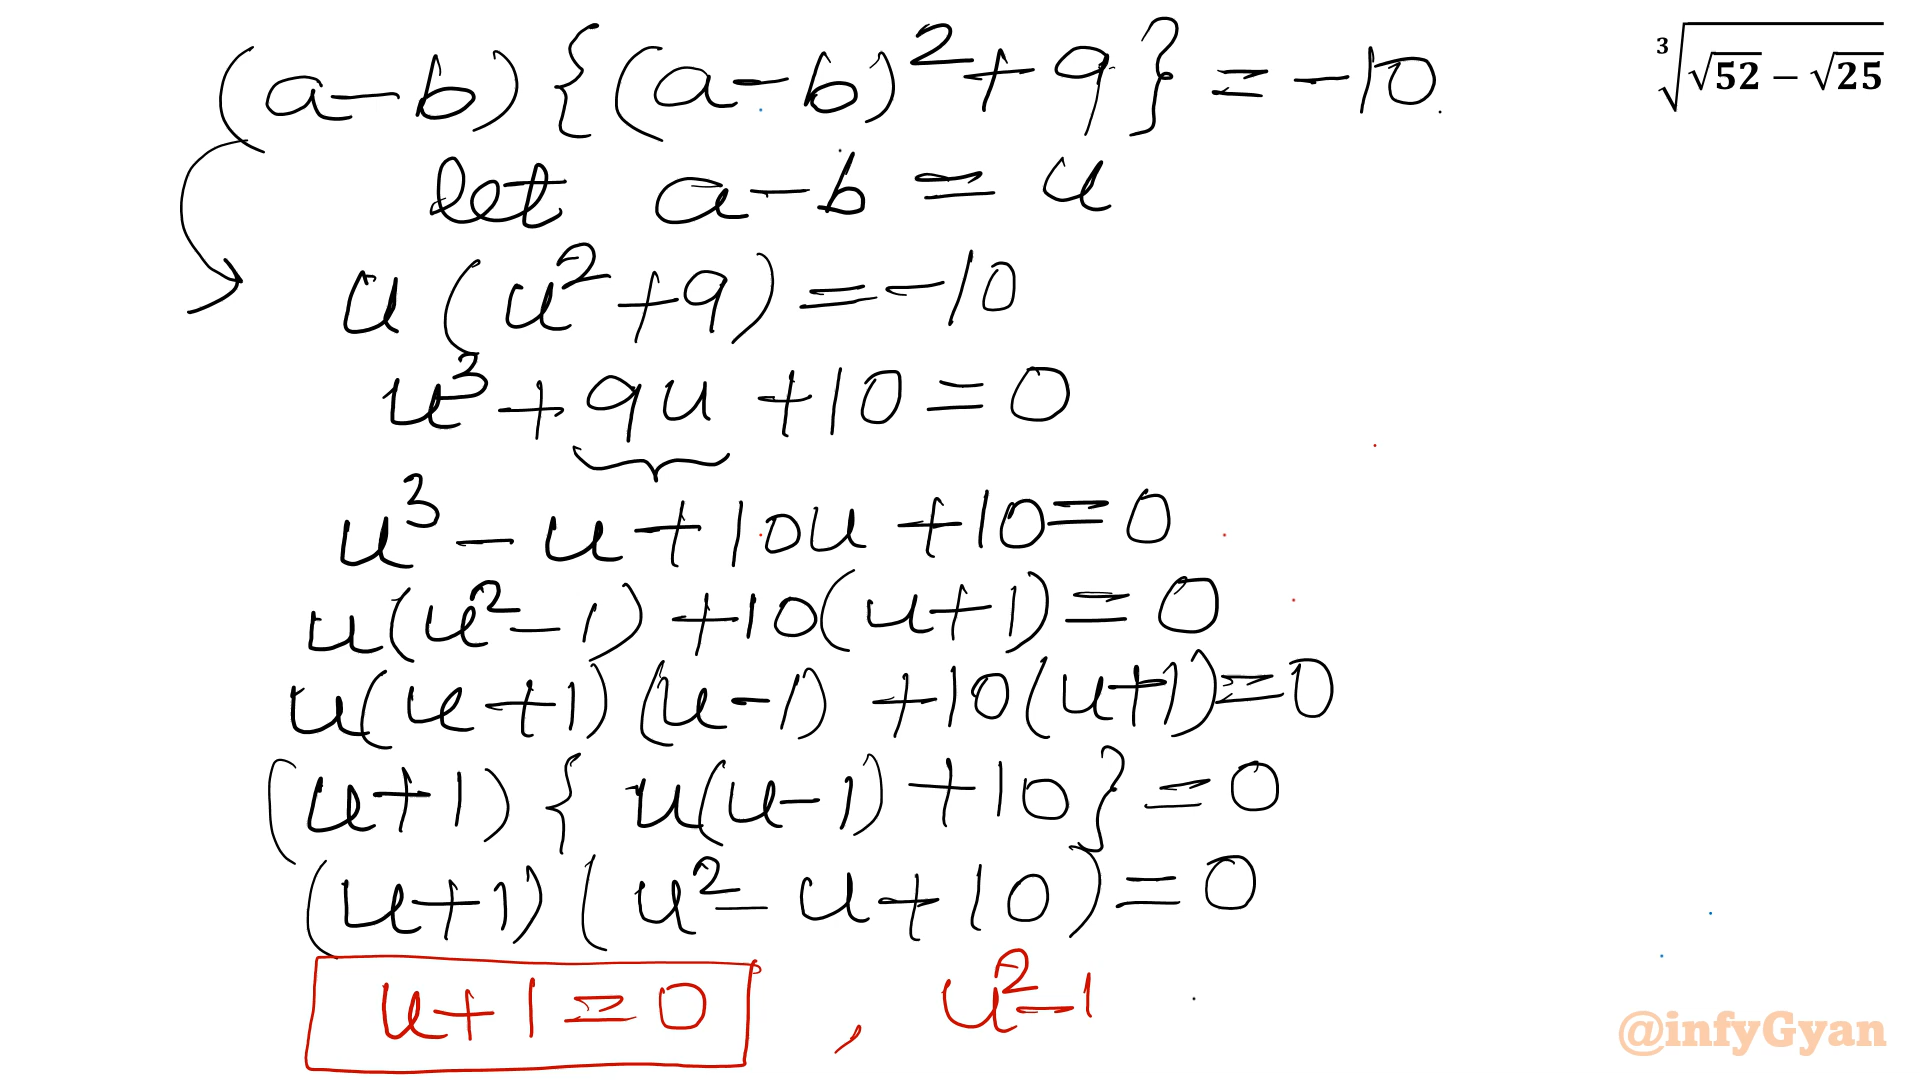 (a-b){(a-b)²+9} = -10
∛(√52 − √25)
let a-b = u
u(u²+9) = -10
u³+9u+10=0
u³-u+10u+10=0
u(u²-1)+10(u+1)=0
u(u+1)(u-1)+10(u+1)=0
(u+1){u(u-1)+10}=0
(u+1)(u²-u+10)=0
u+1=0 , u²-1
@infyGyan